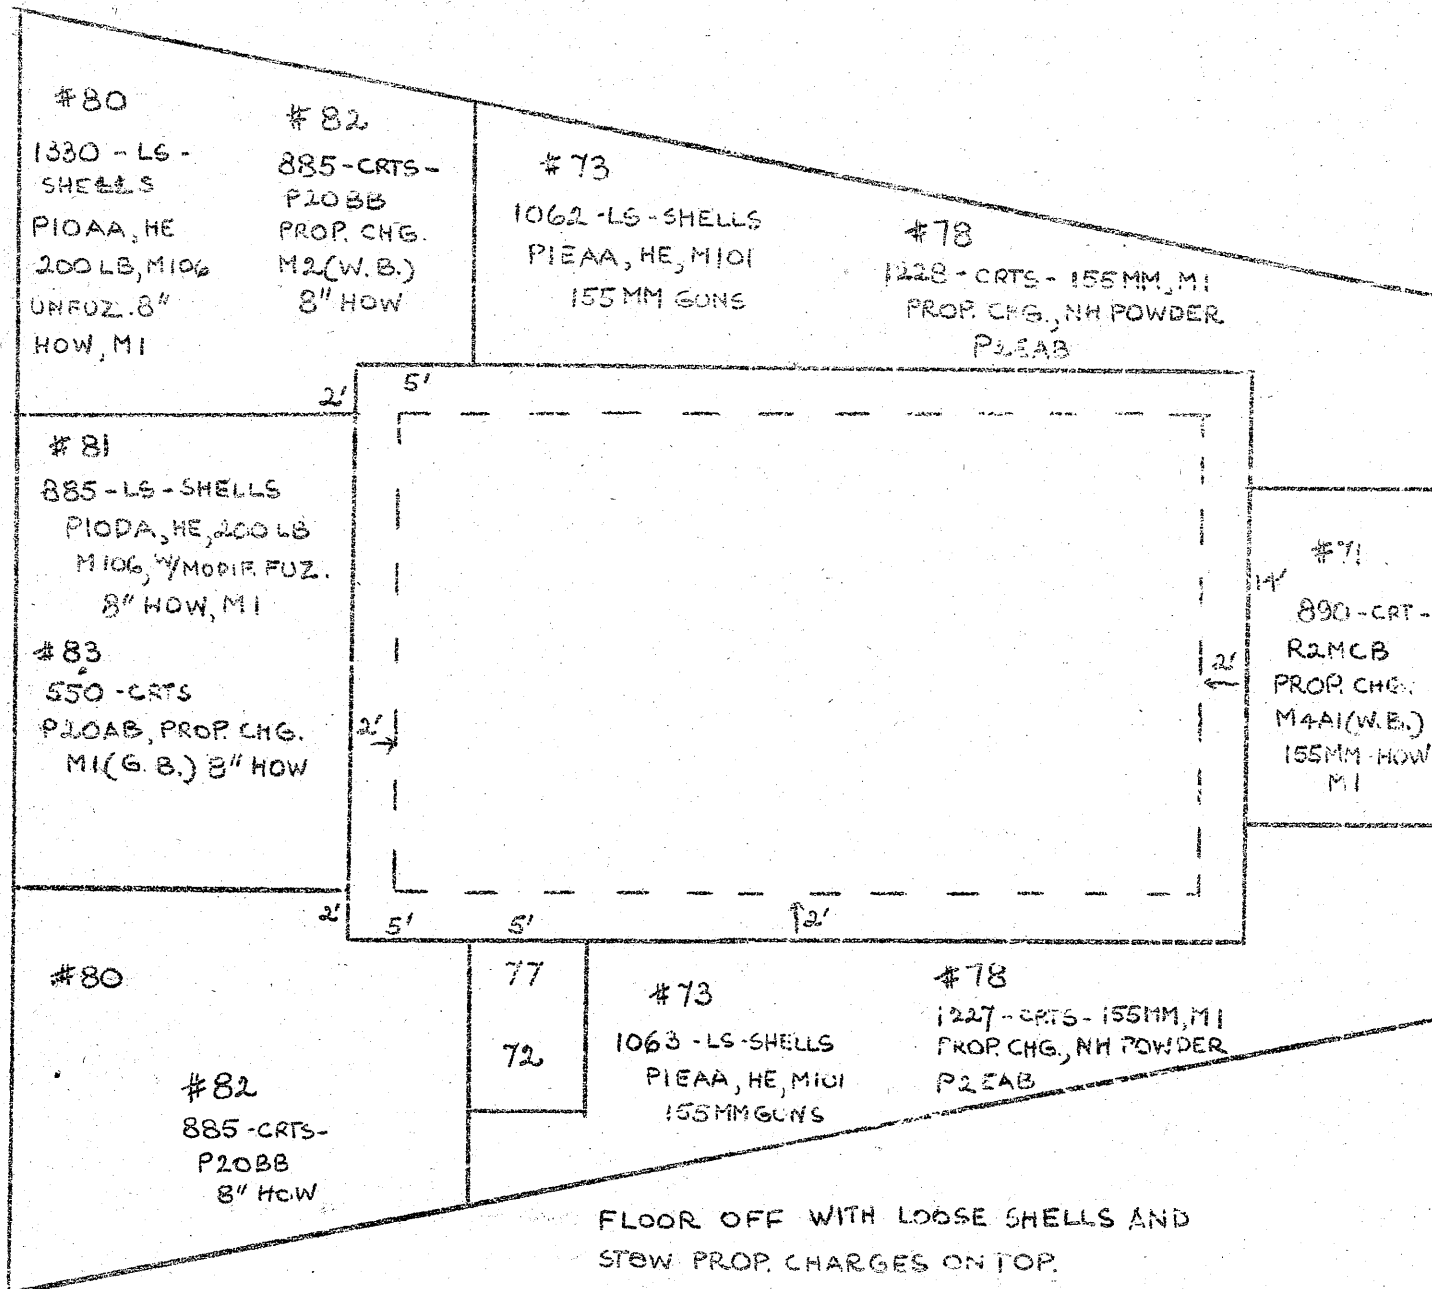 #80
1330 - LS -
SHELLS
P10AA, HE
200 LB, M106
UNFUZ. 8"
HOW, M1
#82
885-CRTS-
P20BB
PROP. CHG.
M2(W.B.)
8" HOW
#73
1062-LS-SHELLS
P1EAA, HE, M101
155MM GUNS
#78
1228-CRTS-155MM, M1
PROP. CHG., NH POWDER
P2EAB
2'
5'
#81
885-LS-SHELLS
P10DA, HE, 200 LB
M106, W/MODIF. FUZ.
8" HOW, M1
#83
550-CRTS
P20AB, PROP. CHG.
M1(G.B.) 8" HOW
2'
2'
14'
#71
890-CRT-
R2MCB
PROP. CHG.
M4A1(W.B.)
155MM-HOW
M1
2'
5'
5'
2'
#80
#82
885-CRTS-
P20BB
8" HOW
77
72
#73
1063-LS-SHELLS
P1EAA, HE, M101
155MM GUNS
#78
1227-CRTS-155MM, M1
PROP. CHG., NH POWDER
P2EAB
FLOOR OFF WITH LOOSE SHELLS AND
STOW PROP. CHARGES ON TOP.